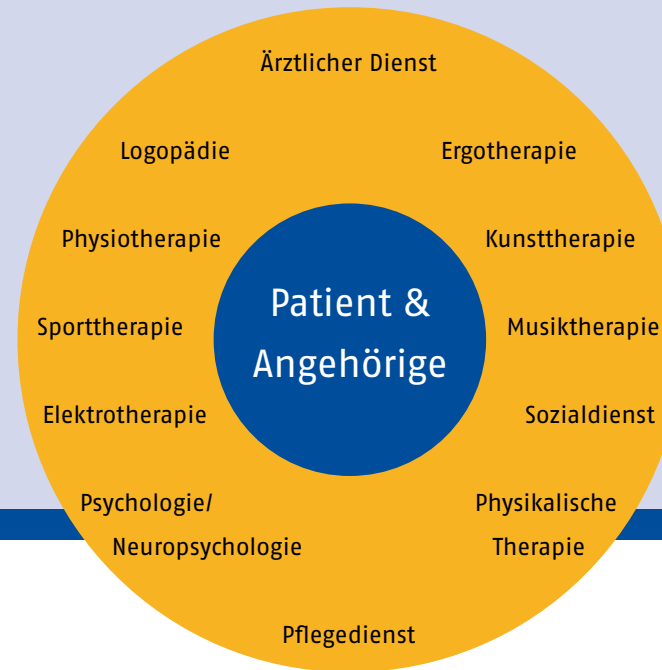 Ärztlicher Dienst
Logopädie
Ergotherapie
Physiotherapie
Kunsttherapie
Patient &
Angehörige
Sporttherapie
Musiktherapie
Elektrotherapie
Sozialdienst
Psychologie/
Neuropsychologie
Physikalische
Therapie
Pflegedienst